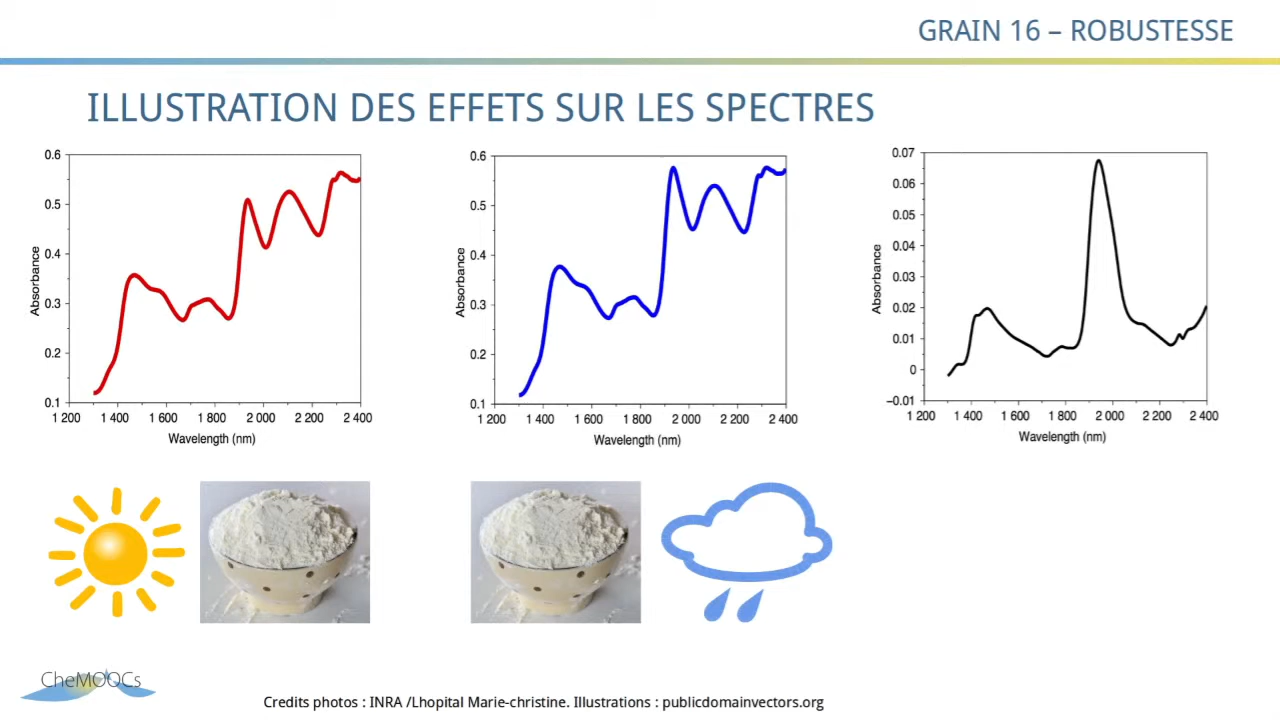 GRAIN 16 – ROBUSTESSE
ILLUSTRATION DES EFFETS SUR LES SPECTRES
0.6
0.5
0.4
0.3
0.2
0.1
Absorbance
1 200 1 400 1 600 1 800 2 000 2 200 2 400
Wavelength (nm)
0.6
0.5
0.4
0.3
0.2
0.1
Absorbance
1 200 1 400 1 600 1 800 2 000 2 200 2 400
Wavelength (nm)
0.07
0.06
0.05
0.04
0.03
0.02
0.01
0
–0.01
Absorbance
1 200 1 400 1 600 1 800 2 000 2 200 2 400
Wavelength (nm)
CheMOOCs
Credits photos : INRA /Lhopital Marie-christine. Illustrations : publicdomainvectors.org